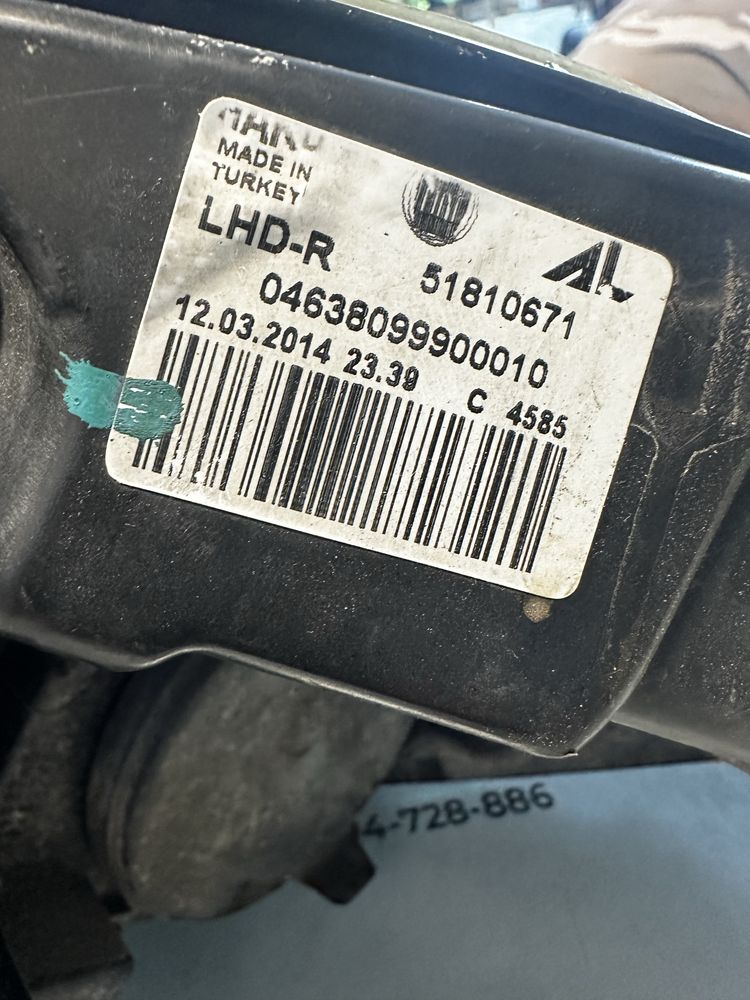 MADE IN
TURKEY
LHD-R
51810671
AL
04638099900010
12.03.2014 23.39 C 4585
4-728-886